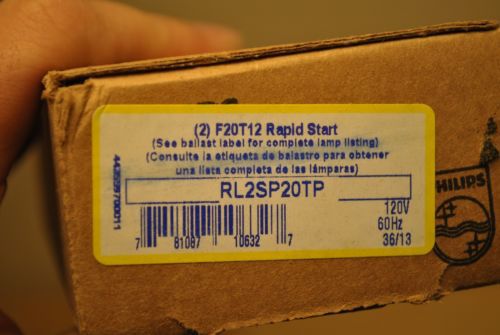 (2) F20T12 Rapid Start
(See ballast label for complete lamp listing)
(Consulte la etiqueta de balastro para obtener
una lista completa de las lámparas)
RL2SP20TP
120V
60Hz
36/13
7 81087 10632 7
PHILIPS